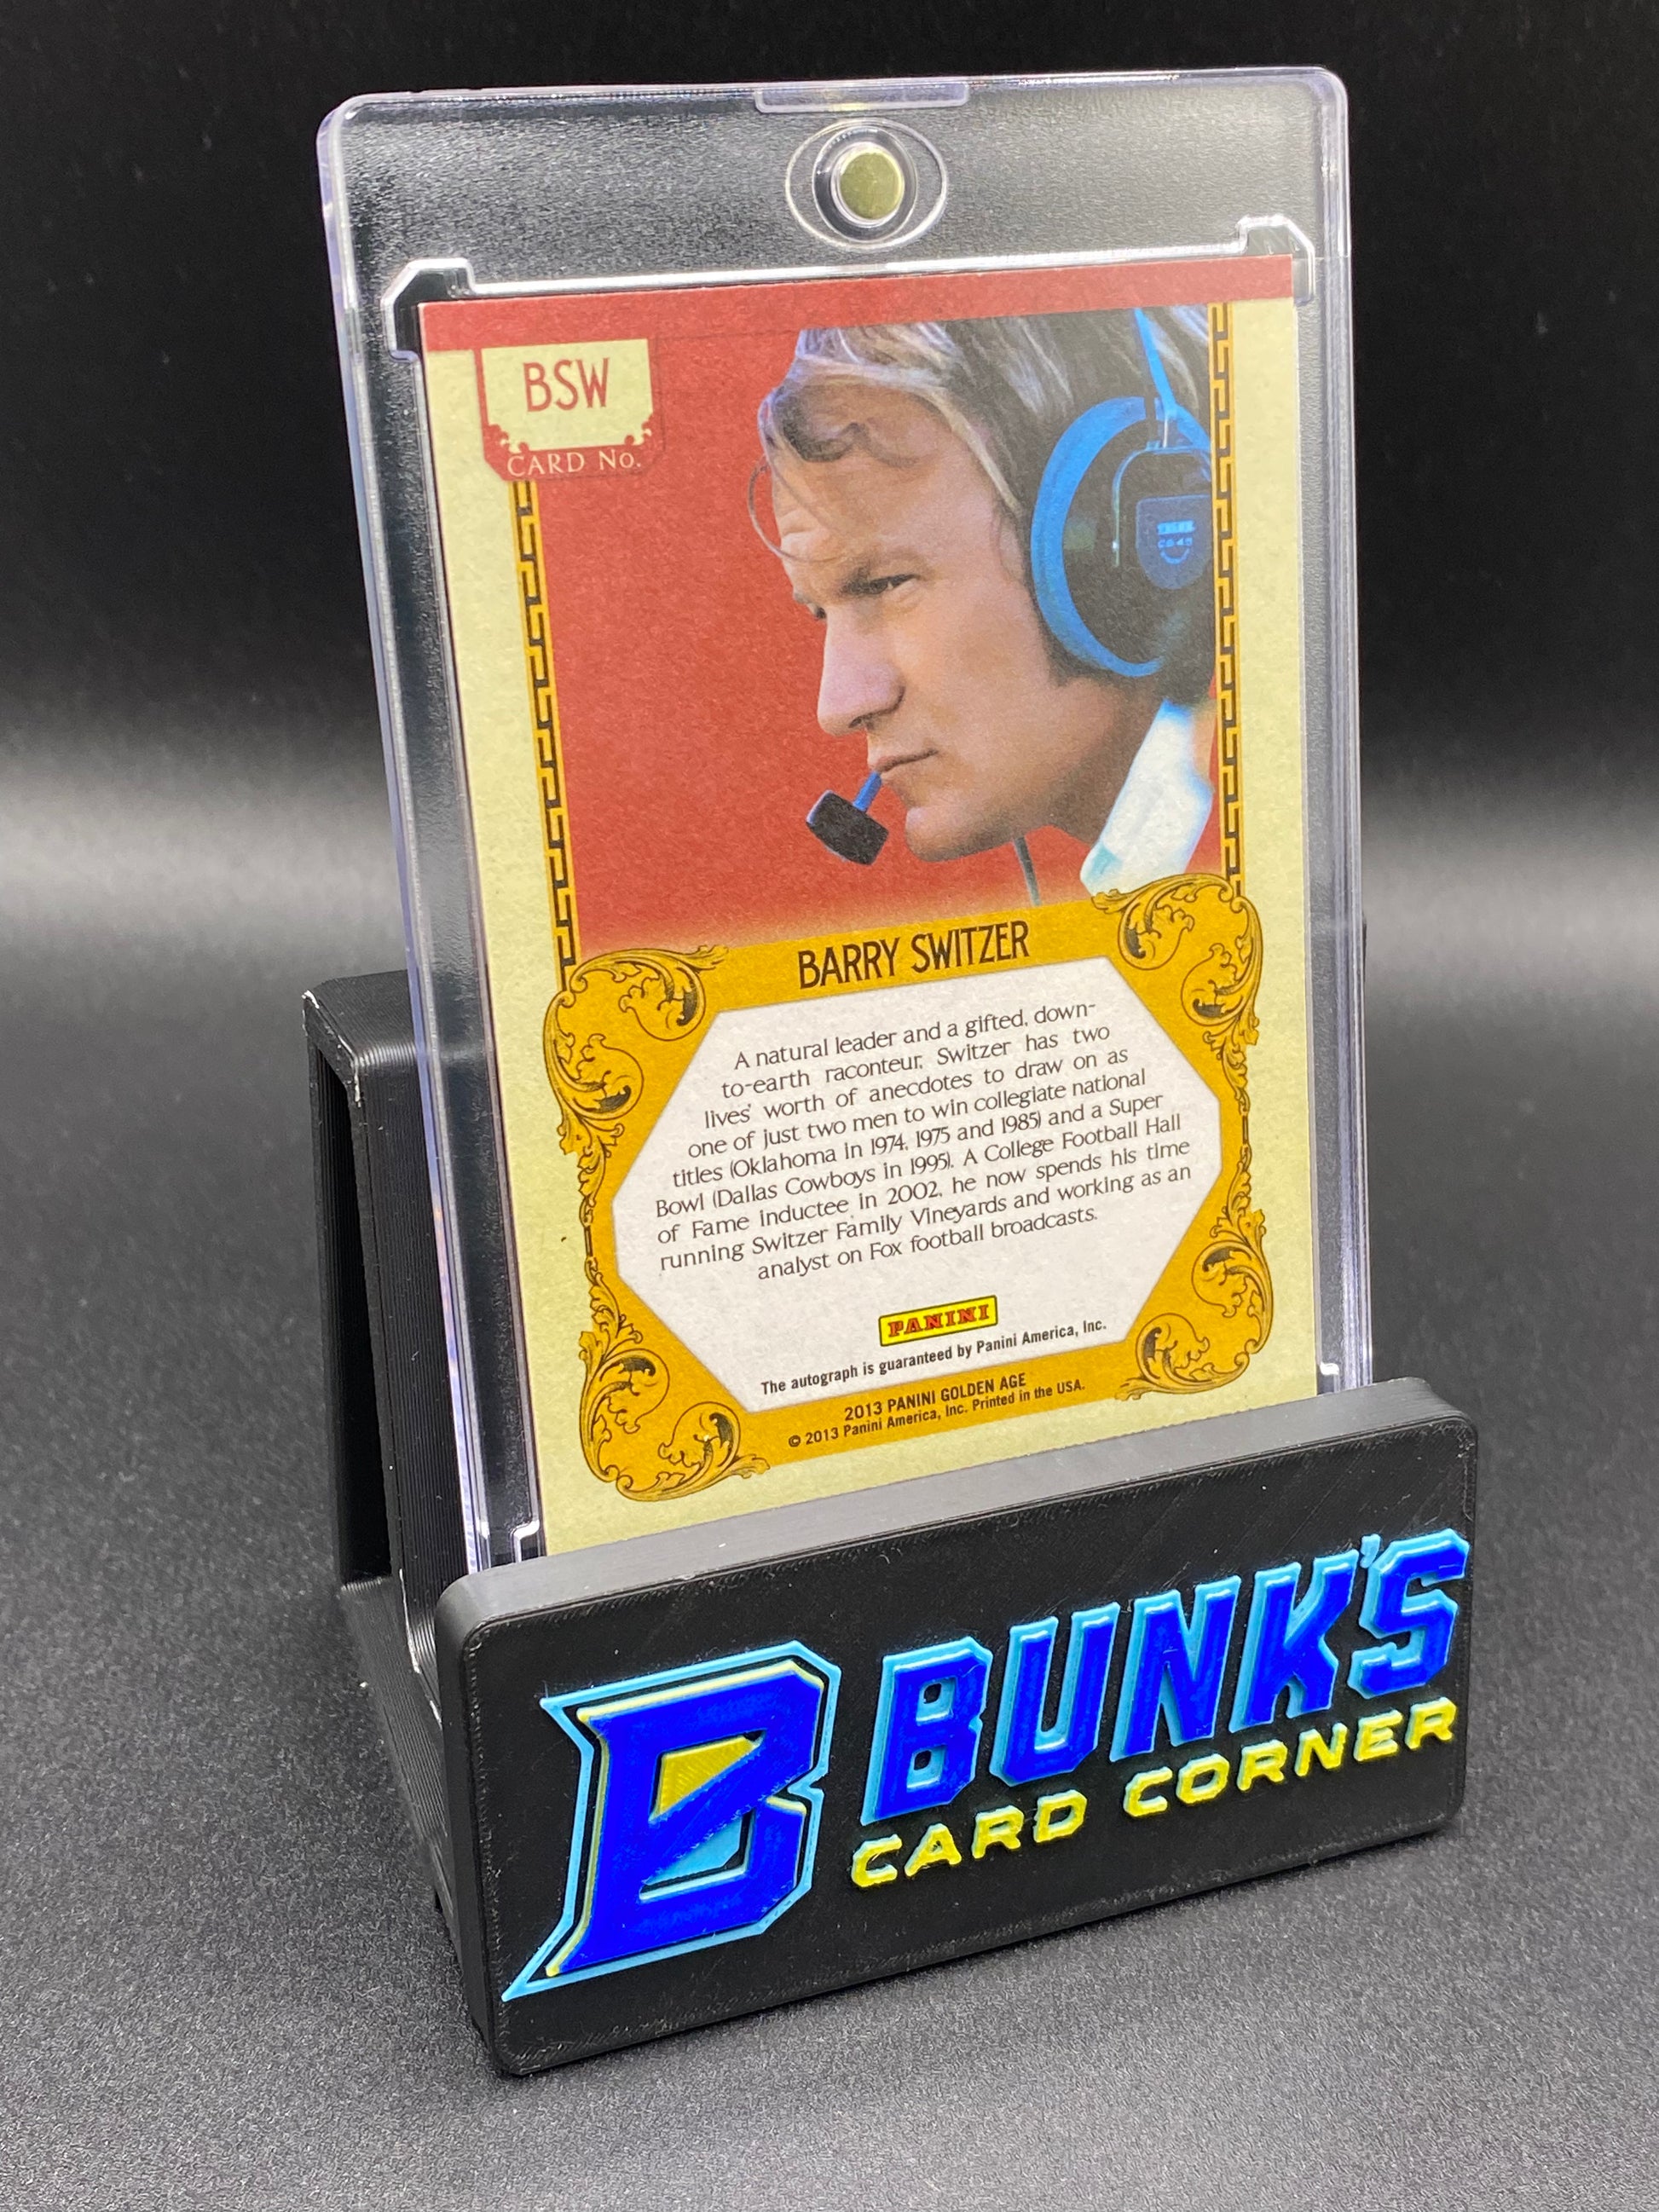 BSW
CARD No.
BARRY SWITZER
A natural leader and a gifted, down-
to-earth raconteur, Switzer has two
lives' worth of anecdotes to draw on as
one of just two men to win collegiate national
titles (Oklahoma in 1974, 1975 and 1985) and a Super
Bowl (Dallas Cowboys in 1995). A College Football Hall
of Fame inductee in 2002, he now spends his time
running Switzer Family Vineyards and working as an
analyst on Fox football broadcasts.
PANINI
The autograph is guaranteed by Panini America, Inc.
2013 PANINI GOLDEN AGE
© 2013 Panini America, Inc. Printed in the USA.
B
BUNK'S
CARD CORNER